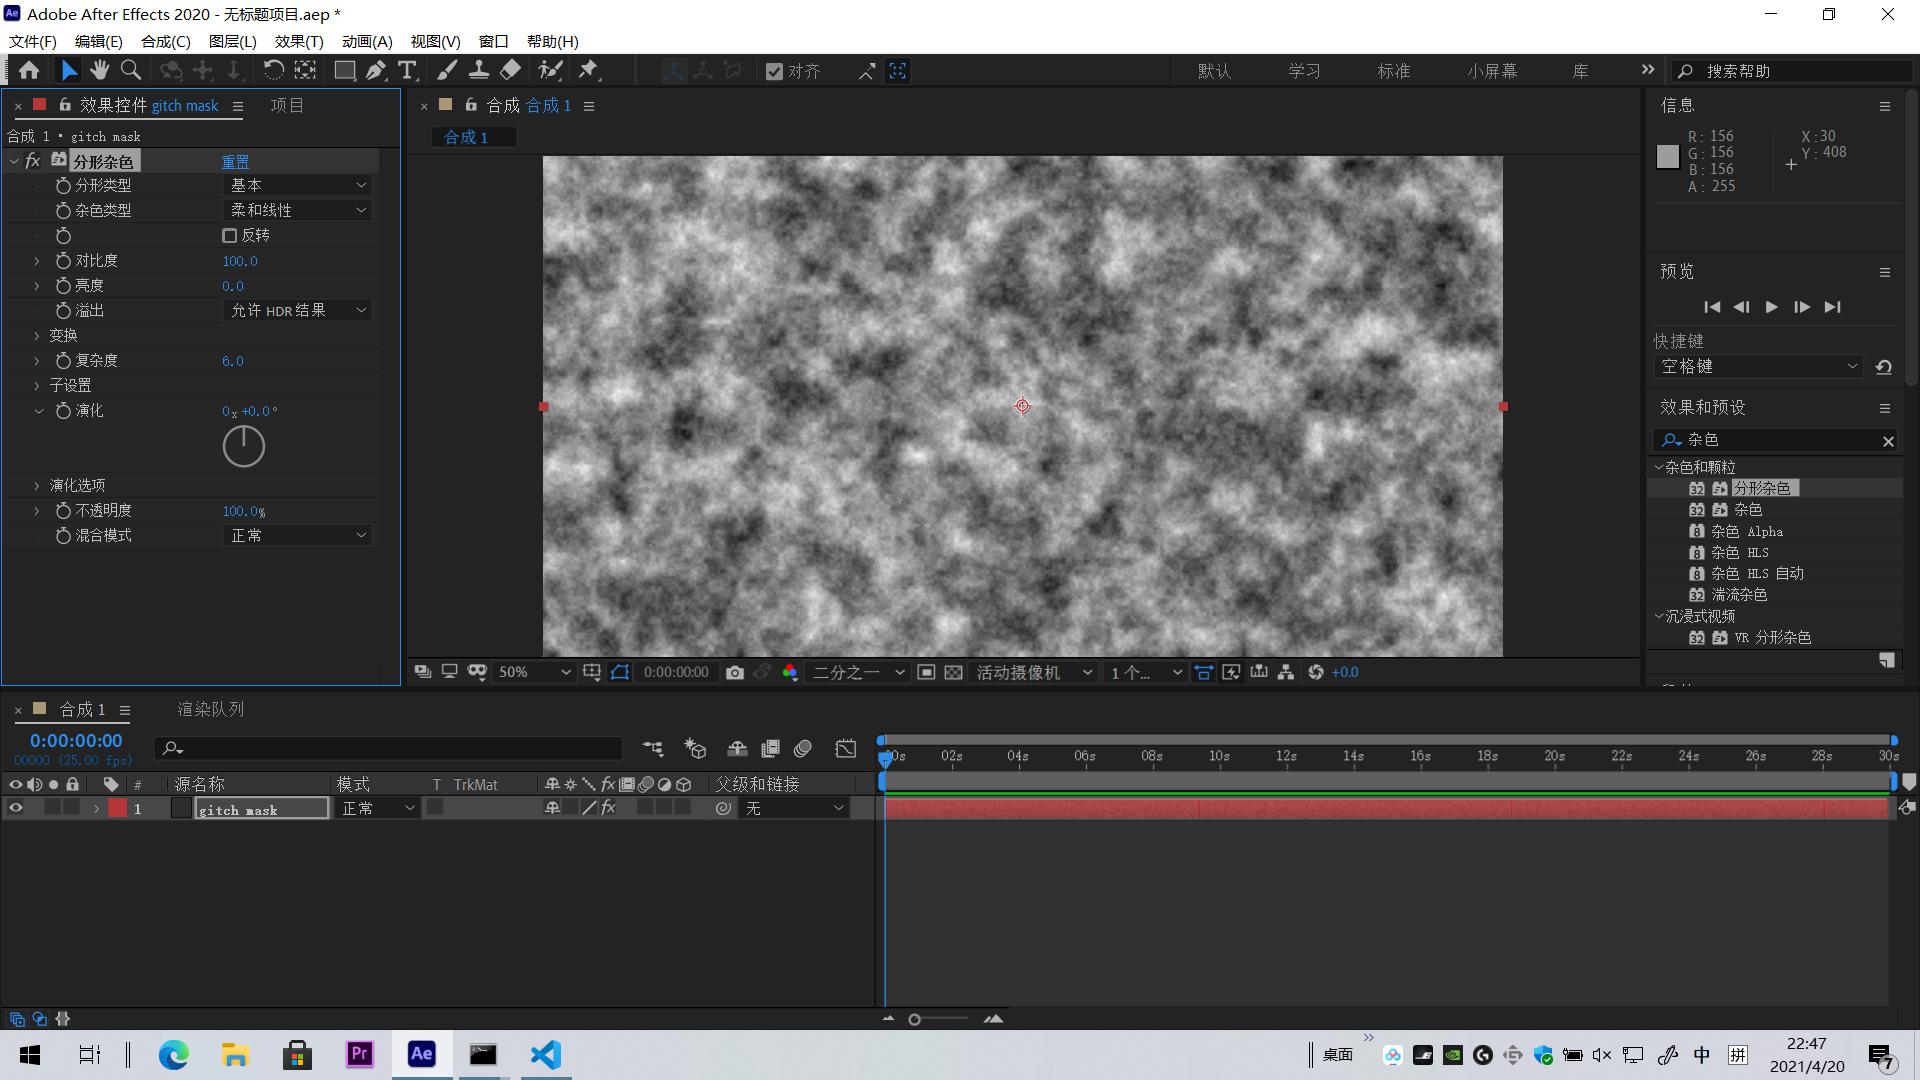 Adobe After Effects 2020 - 无标题项目.aep *
文件(F) 编辑(E) 合成(C) 图层(L) 效果(T) 动画(A) 视图(V) 窗口 帮助(H)
对齐 默认 学习 标准 小屏幕 库 搜索帮助
效果控件 gitch mask 项目
合成 1 • gitch mask
fx 分形杂色 重置
分形类型 基本
杂色类型 柔和线性
反转
对比度 100.0
亮度 0.0
溢出 允许 HDR 结果
变换
复杂度 6.0
子设置
演化 0x+0.0°
演化选项
不透明度 100.0%
混合模式 正常
合成 合成 1
合成 1
50% 0:00:00:00 二分之一 活动摄像机 1 个... +0.0
信息
R: 156 X: 30
G: 156 Y: 408
B: 156
A: 255
预览
快捷键
空格键
效果和预设
杂色
杂色和颗粒
32 分形杂色
32 杂色
8 杂色 Alpha
8 杂色 HLS
8 杂色 HLS 自动
32 湍流杂色
沉浸式视频
32 VR 分形杂色
合成 1 渲染队列
0:00:00:00
00000 (25.00 fps)
00s 02s 04s 06s 08s 10s 12s 14s 16s 18s 20s 22s 24s 26s 28s 30s
# 源名称 模式 T TrkMat fx 父级和链接
1 gitch mask 正常 fx 无
Pr Ae
桌面 中 拼
22:47
2021/4/20
7